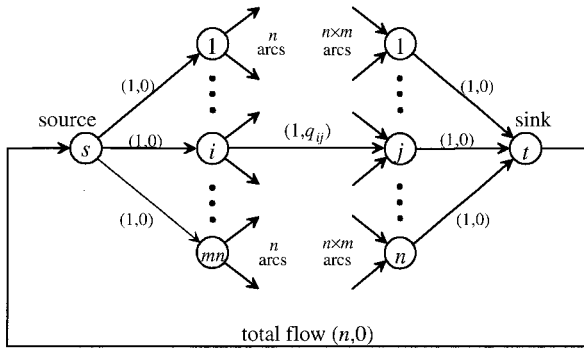 n
arcs
n×m
arcs
1
1
(1,0)
(1,0)
source
sink
s
(1,0)
i
(1,qij)
j
(1,0)
t
(1,0)
(1,0)
mn
n
arcs
n×m
arcs
n
total flow (n,0)